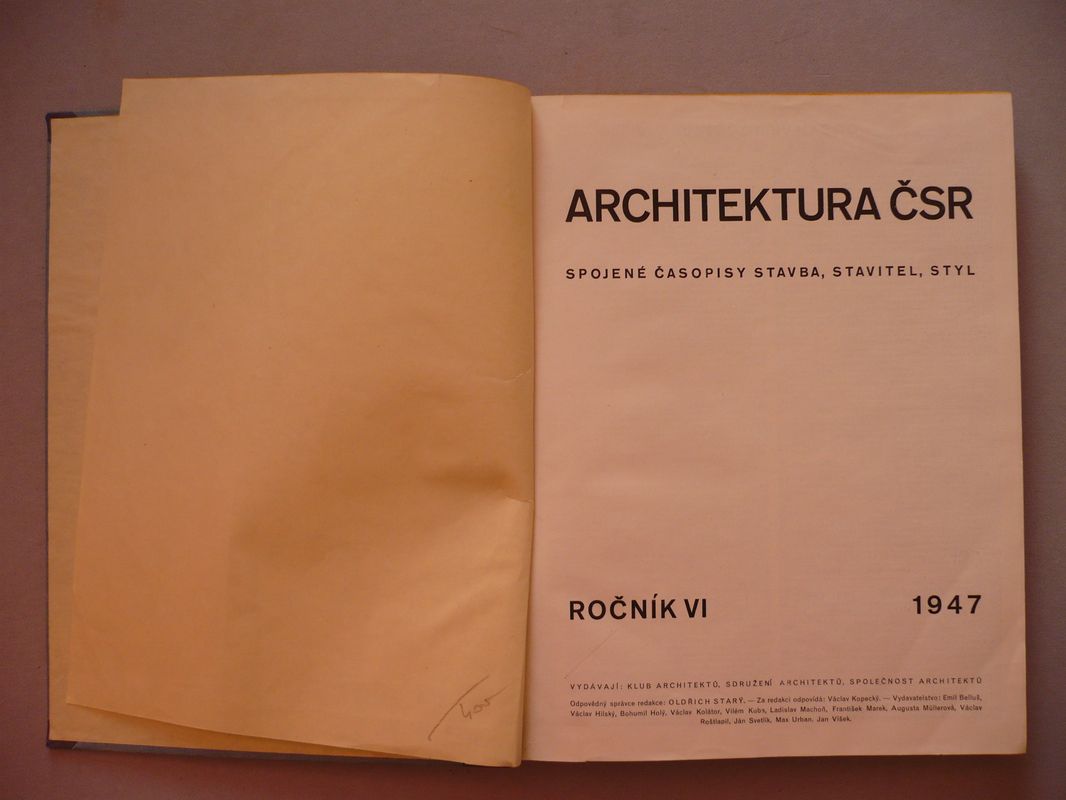 400
ARCHITEKTURA ČSR
SPOJENÉ ČASOPISY STAVBA, STAVITEL, STYL
ROČNÍK VI 1947
VYDÁVAJÍ: KLUB ARCHITEKTŮ, SDRUŽENÍ ARCHITEKTŮ, SPOLEČNOST ARCHITEKTŮ
Odpovědný správce redakce: OLDŘICH STARÝ. — Za redakci odpovídá: Václav Kopecký. — Vydavatelstvo: Emil Belluš,
Václav Hilský, Bohumil Holý, Václav Kolátor, Vilém Kubs, Ladislav Machoň, František Marek, Augusta Müllerová, Václav
Roštlapil, Ján Svetlík, Max Urban, Jan Víšek.